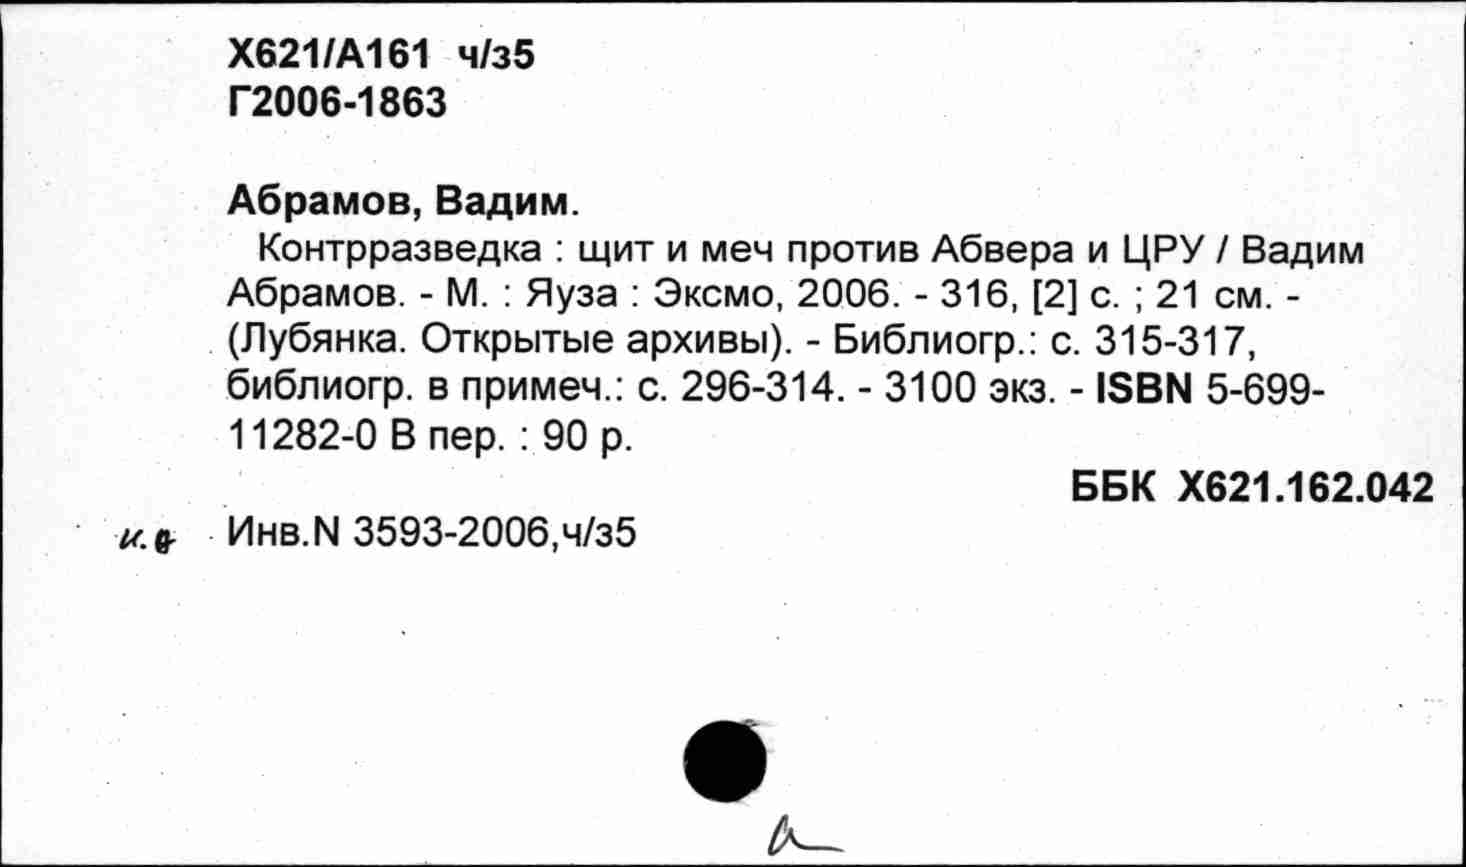 Х621/А161 ч/з5
Г2006-1863
Абрамов, Вадим.
Контрразведка : щит и меч против Абвера и ЦРУ / Вадим
Абрамов. - М. : Яуза : Эксмо, 2006. - 316, [2] с. ; 21 см. -
(Лубянка. Открытые архивы). - Библиогр.: с. 315-317,
библиогр. в примеч.: с. 296-314. - 3100 экз. - ISBN 5-699-
11282-0 В пер. : 90 р.
ББК Х621.162.042
Инв.N 3593-2006,ч/з5